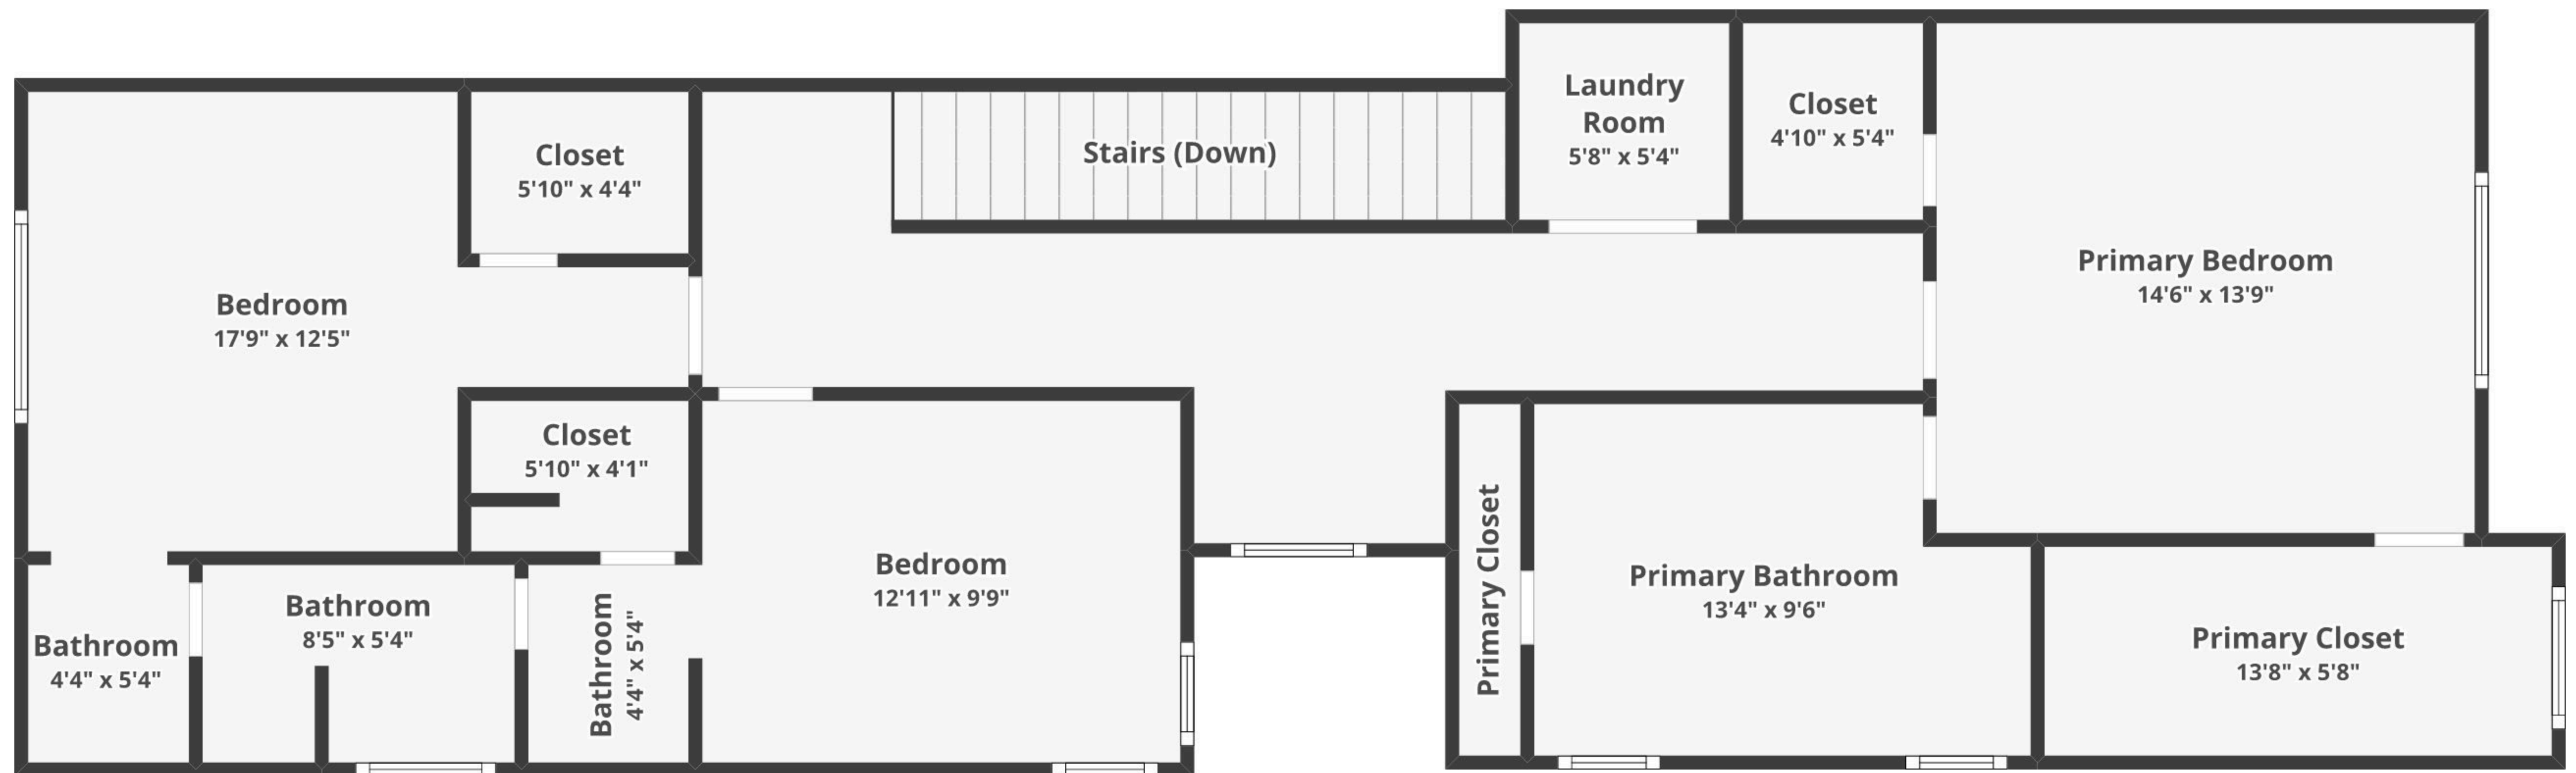 Laundry
Room
5'8" x 5'4"
Closet
4'10" x 5'4"
Closet
5'10" x 4'4"
Stairs (Down)
Primary Bedroom
14'6" x 13'9"
Bedroom
17'9" x 12'5"
Closet
5'10" x 4'1"
Bedroom
12'11" x 9'9"
Primary Closet
Primary Bathroom
13'4" x 9'6"
Bathroom
8'5" x 5'4"
Bathroom
4'4" x 5'4"
Bathroom
4'4" x 5'4"
Primary Closet
13'8" x 5'8"